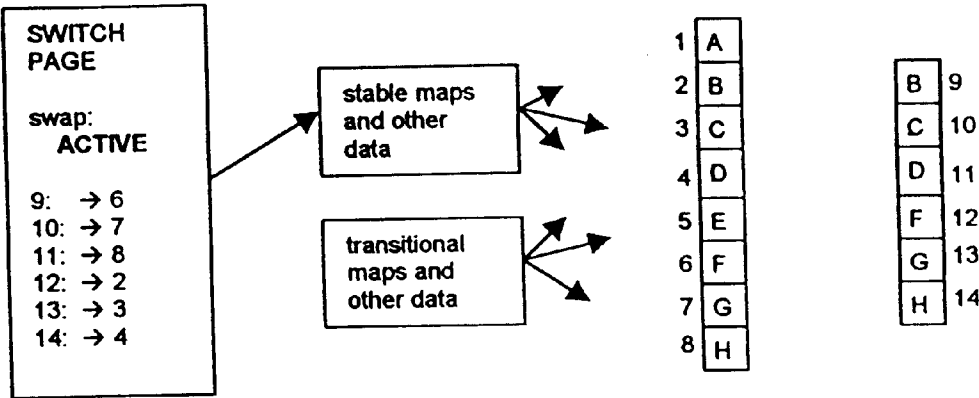 SWITCH
PAGE
swap:
ACTIVE
9: → 6
10: → 7
11: → 8
12: → 2
13: → 3
14: → 4
stable maps
and other
data
transitional
maps and
other data
1 A
2 B
3 C
4 D
5 E
6 F
7 G
8 H
B 9
C 10
D 11
F 12
G 13
H 14